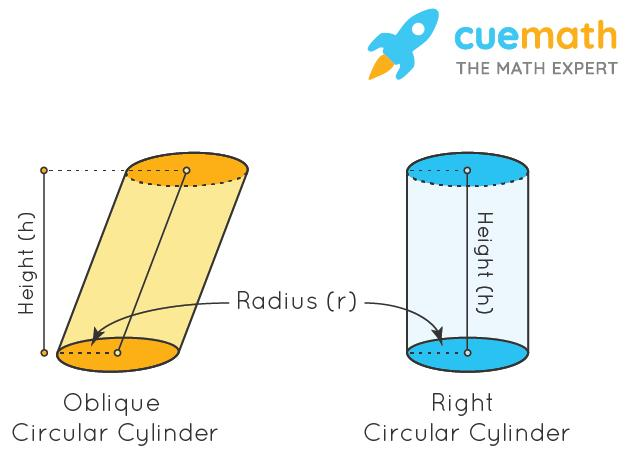 cuemath
THE MATH EXPERT
Height (h)
Height (h)
Radius (r)
Oblique
Circular Cylinder
Right
Circular Cylinder